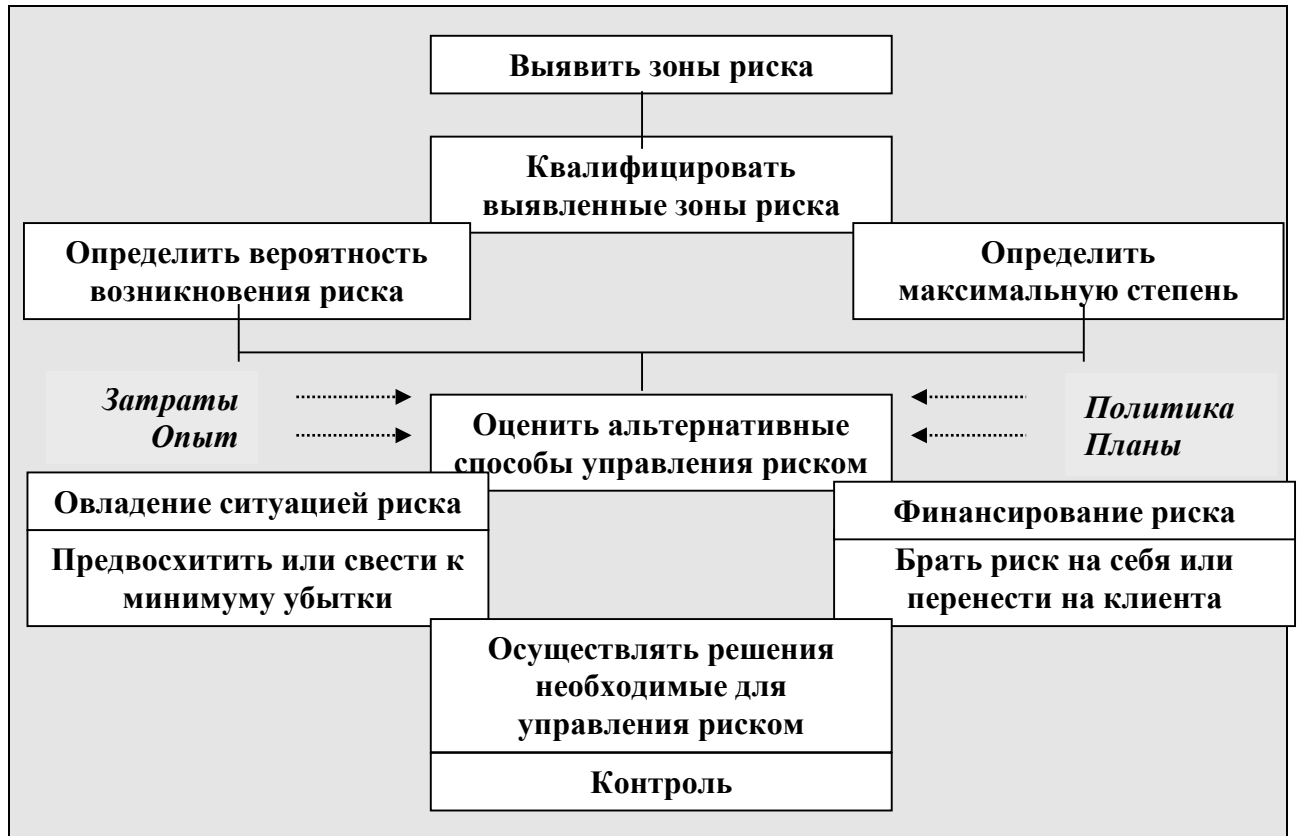 Выявить зоны риска
Квалифицировать
выявленные зоны риска
Определить вероятность
возникновения риска
Определить
максимальную степень
Затраты
Опыт
Оценить альтернативные
способы управления риском
Политика
Планы
Овладение ситуацией риска
Предвосхитить или свести к
минимуму убытки
Финансирование риска
Брать риск на себя или
перенести на клиента
Осуществлять решения
необходимые для
управления риском
Контроль